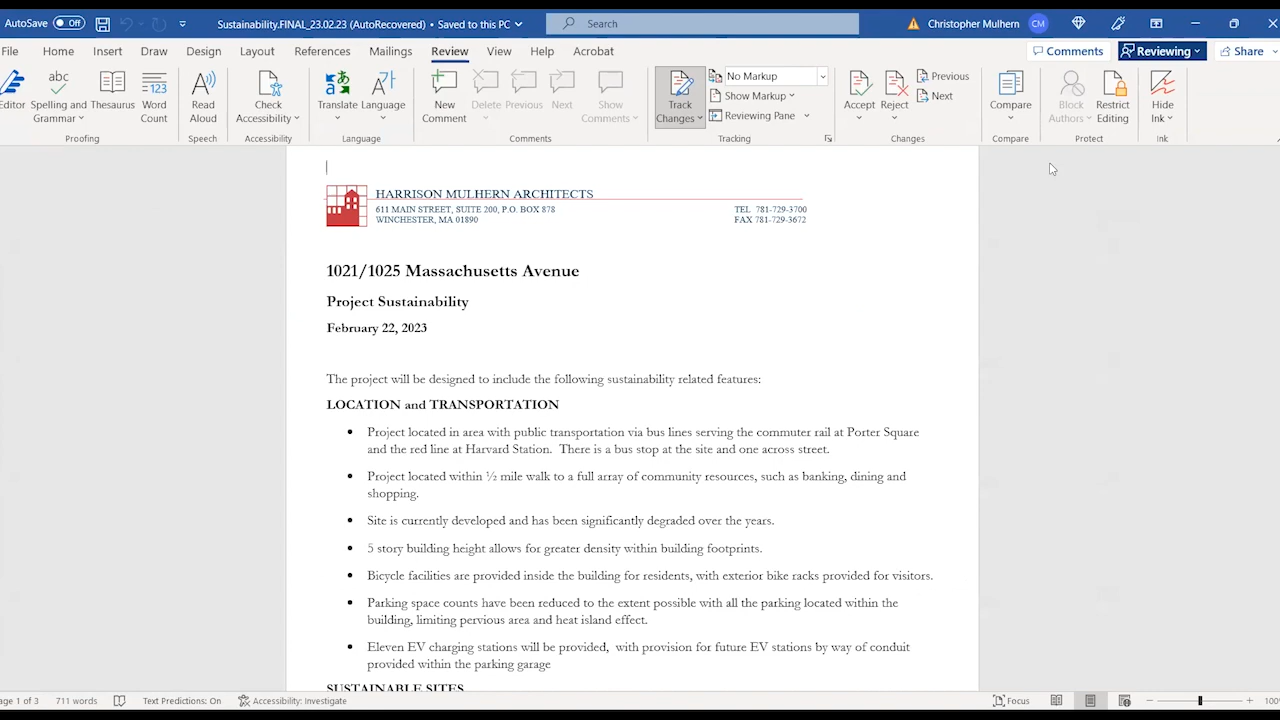 AutoSave Off Sustainability.FINAL_23.02.23 (AutoRecovered) • Saved to this PC Search Christopher Mulhern CM
File Home Insert Draw Design Layout References Mailings Review View Help Acrobat Comments Reviewing Share
Editor
abc
Spelling and
Grammar
Thesaurus
123
Word
Count
Proofing
Read
Aloud
Speech
Check
Accessibility
Accessibility
Translate
Language
Language
New
Comment
Delete
Previous
Next
Show
Comments
Comments
Track
Changes
No Markup
Show Markup
Reviewing Pane
Tracking
Accept
Reject
Previous
Next
Changes
Compare
Compare
Block
Authors
Restrict
Editing
Protect
Hide
Ink
Ink
HARRISON MULHERN ARCHITECTS
611 MAIN STREET, SUITE 200, P.O. BOX 878 TEL 781-729-3700
WINCHESTER, MA 01890 FAX 781-729-3672
1021/1025 Massachusetts Avenue
Project Sustainability
February 22, 2023
The project will be designed to include the following sustainability related features:
LOCATION and TRANSPORTATION
• Project located in area with public transportation via bus lines serving the commuter rail at Porter Square
and the red line at Harvard Station. There is a bus stop at the site and one across street.
• Project located within ½ mile walk to a full array of community resources, such as banking, dining and
shopping.
• Site is currently developed and has been significantly degraded over the years.
• 5 story building height allows for greater density within building footprints.
• Bicycle facilities are provided inside the building for residents, with exterior bike racks provided for visitors.
• Parking space counts have been reduced to the extent possible with all the parking located within the
building, limiting pervious area and heat island effect.
• Eleven EV charging stations will be provided, with provision for future EV stations by way of conduit
provided within the parking garage
SUSTAINABLE SITES
Page 1 of 3 711 words Text Predictions: On Accessibility: Investigate Focus 100%